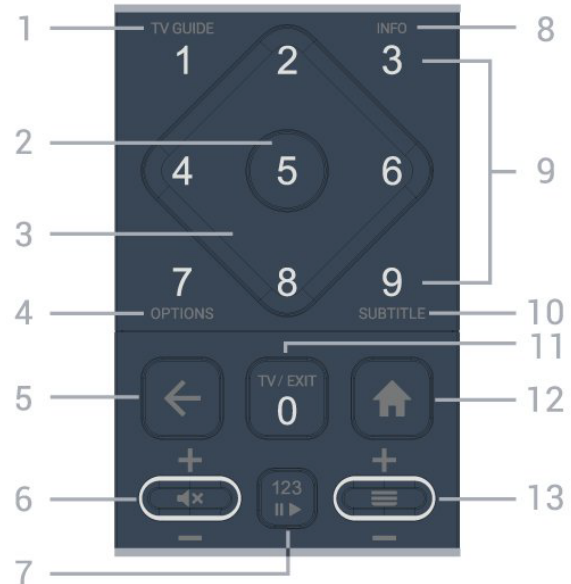 1 TV GUIDE INFO 8
1 2 3
2 4 5 6 9
3
7 8 9
4 OPTIONS SUBTITLE 10
11
5 TV / EXIT 12
0
+ +
6 123 13
− −
7